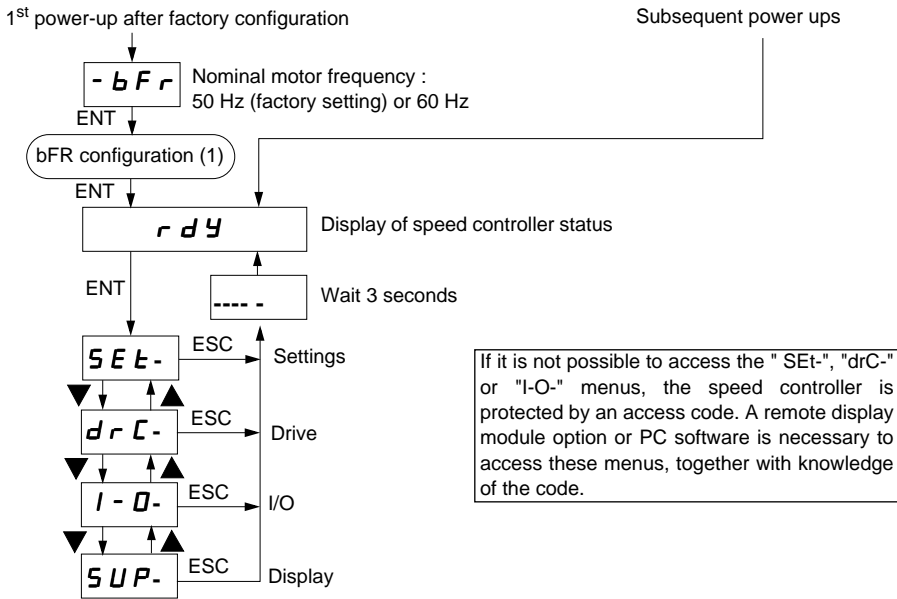 1st power-up after factory configuration
Subsequent power ups
- b F r
Nominal motor frequency :
50 Hz (factory setting) or 60 Hz
ENT
bFR configuration (1)
ENT
r d Y
Display of speed controller status
ENT
---- -
Wait 3 seconds
S E t -
ESC
Settings
d r C -
ESC
Drive
I - O -
ESC
I/O
S U P -
ESC
Display
If it is not possible to access the " SEt-", "drC-"
or "I-O-" menus, the speed controller is
protected by an access code. A remote display
module option or PC software is necessary to
access these menus, together with knowledge
of the code.